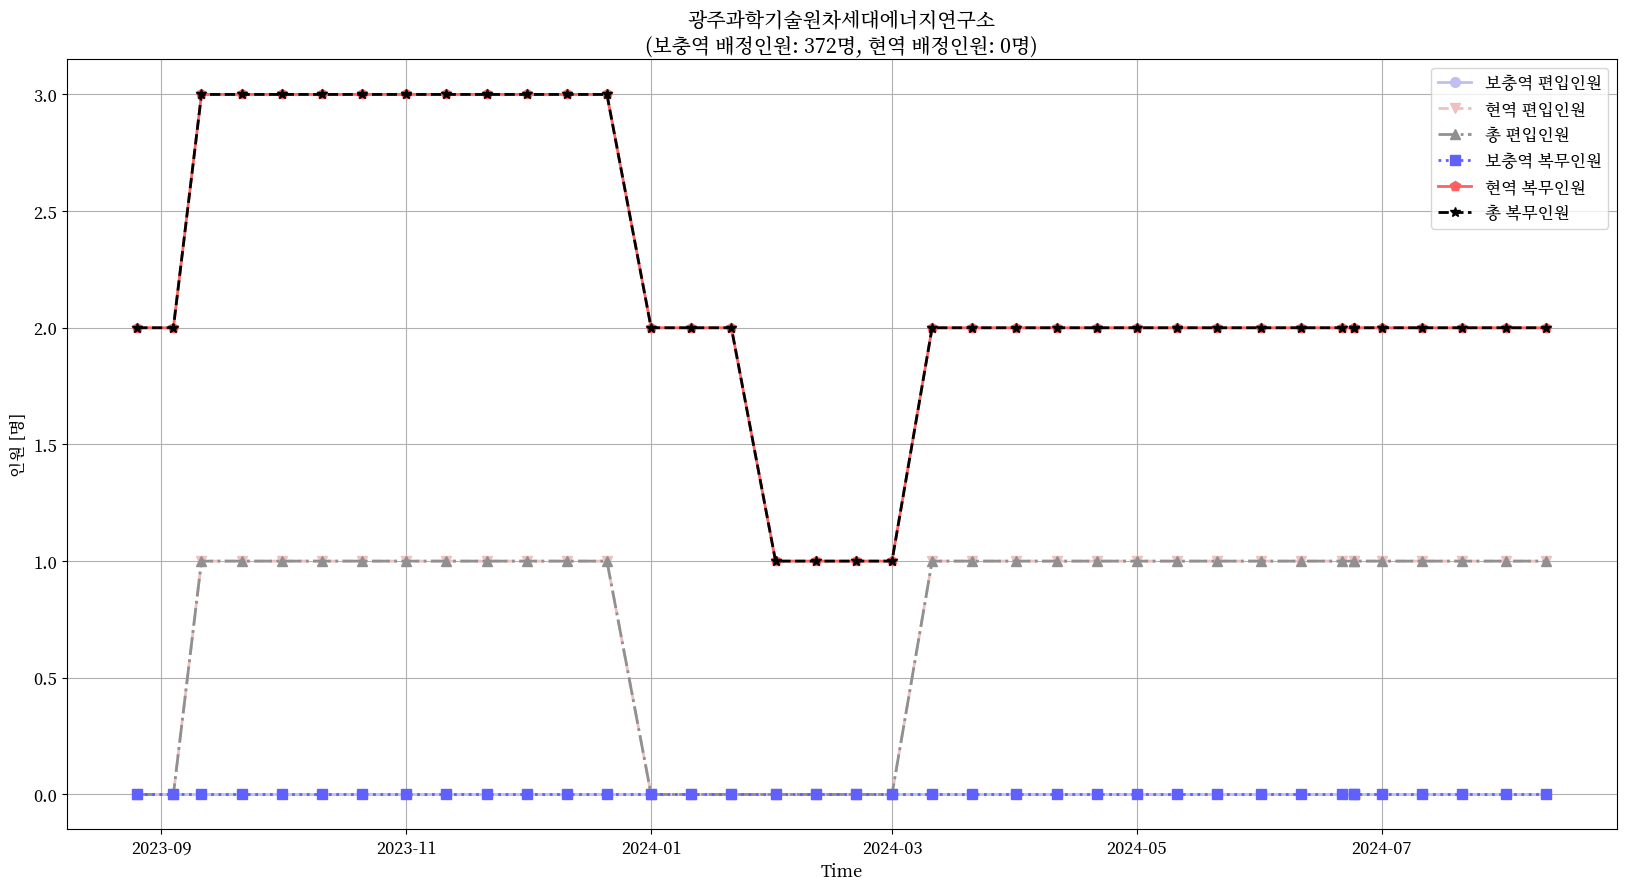 광주과학기술원차세대에너지연구소
(보충역 배정인원: 372명, 현역 배정인원: 0명)
보충역 편입인원
현역 편입인원
총 편입인원
보충역 복무인원
현역 복무인원
총 복무인원
3.0
2.5
2.0
1.5
1.0
0.5
0.0
인원 [명]
2023-09
2023-11
2024-01
2024-03
2024-05
2024-07
Time